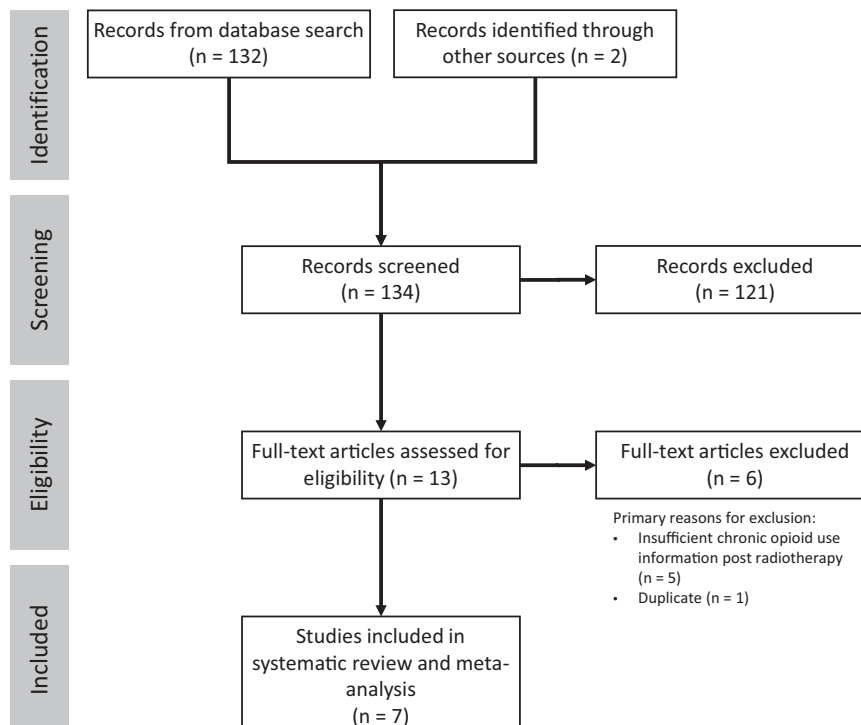 Identification
Records from database search
(n = 132)
Records identified through
other sources (n = 2)
Screening
Records screened
(n = 134)
Records excluded
(n = 121)
Eligibility
Full-text articles assessed for
eligibility (n = 13)
Full-text articles excluded
(n = 6)
Primary reasons for exclusion:
• Insufficient chronic opioid use
information post radiotherapy
(n = 5)
• Duplicate (n = 1)
Included
Studies included in
systematic review and meta-
analysis
(n = 7)